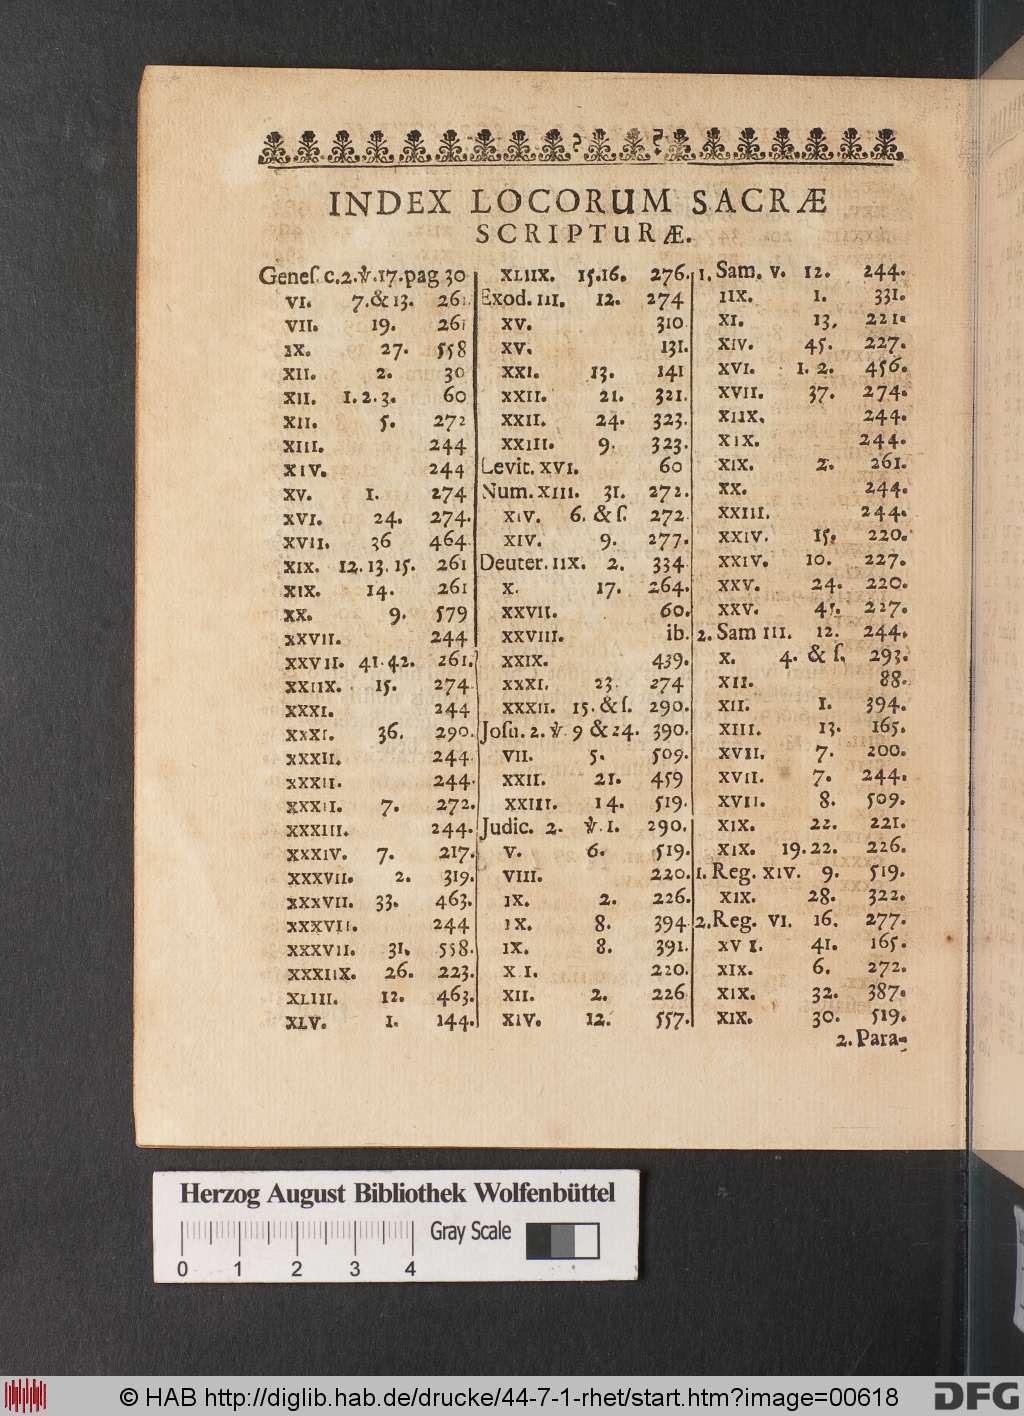 INDEX LOCORUM SACRÆ
SCRIPTURÆ.
Geneſ. c. 2. ℣. 17. pag 30
VI. 7. & 13. 261.
VII. 19. 261
IX. 27. 558
XII. 2. 30
XII. 1. 2. 3. 60
XII. 5. 272
XIII. 244
XIV. 244
XV. 1. 274
XVI. 24. 274.
XVII. 36 464
XIX. 12. 13. 15. 261
XIX. 14. 261
XX. 9. 579
XXVII. 244
XXVII. 41. 42. 261.
XXIIX. 15. 274
XXXI. 244
XXXI. 36. 290.
XXXII. 244
XXXII. 244.
XXXII. 7. 272.
XXXIII. 244.
XXXIV. 7. 217.
XXXVII. 2. 319.
XXXVII. 33. 463.
XXXVII. 244
XXXVII. 31. 558.
XXXIIX. 26. 223.
XLIII. 12. 463.
XLV. 1. 144.
XLIIX. 15. 16. 276.
Exod. III. 12. 274
XV. 310
XV. 131.
XXI. 13. 141
XXII. 21. 321.
XXII. 24. 323.
XXIII. 9. 323.
Levit. XVI. 60
Num. XIII. 31. 272.
XIV. 6. & ſ. 272
XIV. 9. 277.
Deuter. IIX. 2. 334
X. 17. 264.
XXVII. 60.
XXVIII. ib.
XXIX. 439.
XXXI. 23. 274
XXXII. 15. & ſ. 290.
Joſu. 2. ℣. 9 & 24. 390.
VII. 5. 509.
XXII. 21. 459
XXIII. 14. 519.
Judic. 2. ℣. 1. 290.
V. 6. 519.
VIII. 220.
IX. 2. 226.
IX. 8. 394
IX. 8. 391.
XI. 220.
XII. 2. 226
XIV. 12. 557.
1. Sam. V. 12. 244.
IIX. 1. 331.
XI. 13. 221.
XIV. 45. 227.
XVI. 1. 2. 456.
XVII. 37. 274.
XIIX. 244.
XIX. 244.
XIX. 2. 261.
XX. 244.
XXIII. 244.
XXIV. 15. 220.
XXIV. 10. 227.
XXV. 24. 220.
XXV. 45. 227.
2. Sam III. 12. 244.
X. 4. & ſ. 293.
XII. 88.
XII. 1. 394.
XIII. 13. 165.
XVII. 7. 200.
XVII. 7. 244.
XVII. 8. 509.
XIX. 22. 221.
XIX. 19. 22. 226.
1. Reg. XIV. 9. 519.
XIX. 28. 322.
2. Reg. VI. 16. 277.
XVI. 41. 165.
XIX. 6. 272.
XIX. 32. 387.
XIX. 30. 519.
2. Para-
Herzog August Bibliothek Wolfenbüttel
Gray Scale
0 1 2 3 4
© HAB http://diglib.hab.de/drucke/44-7-1-rhet/start.htm?image=00618
DFG